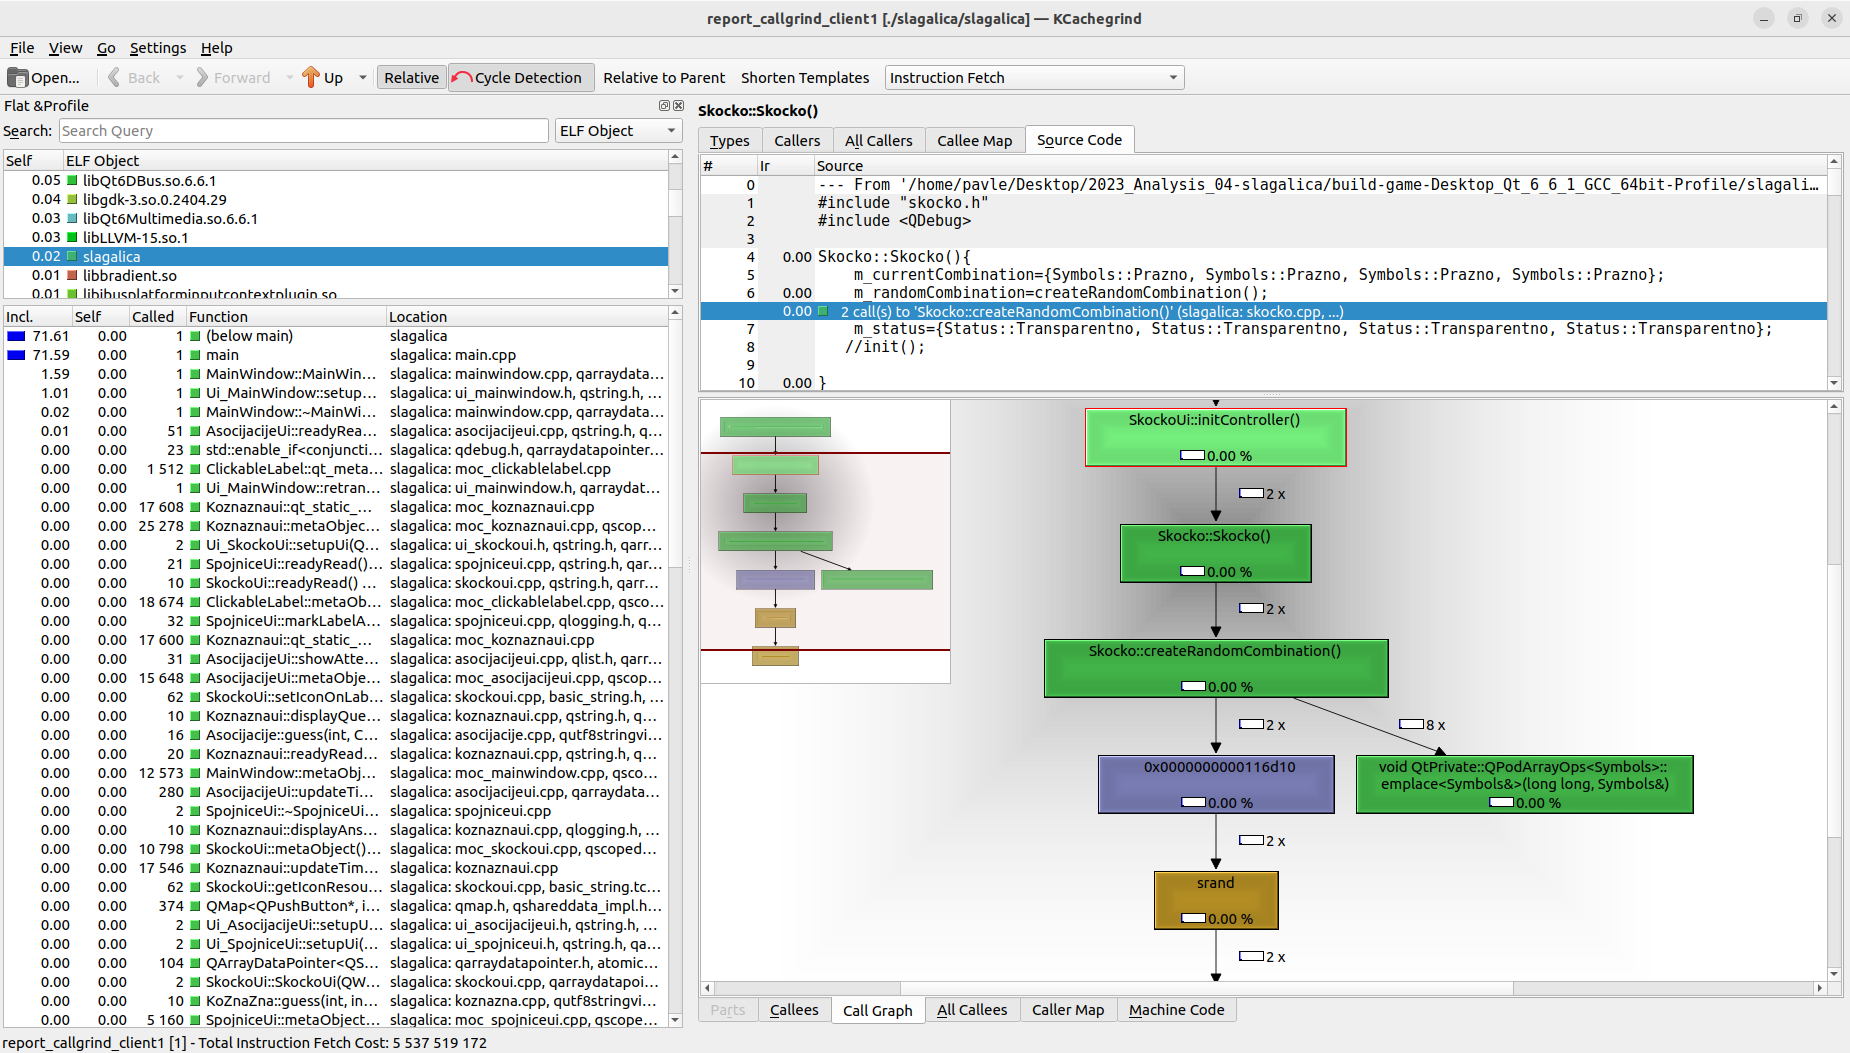 report_callgrind_client1 [./slagalica/slagalica] — KCachegrind
File View Go Settings Help
Open... Back Forward Up Relative Cycle Detection Relative to Parent Shorten Templates Instruction Fetch
Flat &Profile
Search: Search Query ELF Object
Self ELF Object
0.05 libQt6DBus.so.6.6.1
0.04 libgdk-3.so.0.2404.29
0.03 libQt6Multimedia.so.6.6.1
0.03 libLLVM-15.so.1
0.02 slagalica
0.01 libbradient.so
0.01 libibusplatforminputcontextplugin.so
Incl. Self Called Function Location
71.61 0.00 1 (below main) slagalica
71.59 0.00 1 main slagalica: main.cpp
1.59 0.00 1 MainWindow::MainWin... slagalica: mainwindow.cpp, qarraydata...
1.01 0.00 1 Ui_MainWindow::setup... slagalica: ui_mainwindow.h, qstring.h, ...
0.02 0.00 1 MainWindow::~MainWi... slagalica: mainwindow.cpp, qarraydata...
0.01 0.00 51 AsocijacijeUi::readyRea... slagalica: asocijacijeui.cpp, qstring.h, q...
0.00 0.00 23 std::enable_if<conjuncti... slagalica: qdebug.h, qarraydatapointer...
0.00 0.00 1 512 ClickableLabel::qt_meta... slagalica: moc_clickablelabel.cpp
0.00 0.00 1 Ui_MainWindow::retran... slagalica: ui_mainwindow.h, qarraydat...
0.00 0.00 17 608 Koznaznaui::qt_static_... slagalica: moc_koznaznaui.cpp
0.00 0.00 25 278 Koznaznaui::metaObjec... slagalica: moc_koznaznaui.cpp, qscop...
0.00 0.00 2 Ui_SkockoUi::setupUi(Q... slagalica: ui_skockoui.h, qstring.h, qarr...
0.00 0.00 21 SpojniceUi::readyRead()... slagalica: spojniceui.cpp, qstring.h, qa...
0.00 0.00 10 SkockoUi::readyRead() ... slagalica: skockoui.cpp, qstring.h, qarr...
0.00 0.00 18 674 ClickableLabel::metaOb... slagalica: moc_clickablelabel.cpp, qsco...
0.00 0.00 32 SpojniceUi::markLabelA... slagalica: spojniceui.cpp, qlogging.h, q...
0.00 0.00 17 600 Koznaznaui::qt_static_... slagalica: moc_koznaznaui.cpp
0.00 0.00 31 AsocijacijeUi::showAtte... slagalica: asocijacijeui.cpp, qlist.h, qarr...
0.00 0.00 15 648 AsocijacijeUi::metaObje... slagalica: moc_asocijacijeui.cpp, qscop...
0.00 0.00 62 SkockoUi::setIconOnLab... slagalica: skockoui.cpp, basic_string.h, ...
0.00 0.00 10 Koznaznaui::displayQue... slagalica: koznaznaui.cpp, qstring.h, q...
0.00 0.00 16 Asocijacije::guess(int, C... slagalica: asocijacije.cpp, qutf8stringvi...
0.00 0.00 20 Koznaznaui::readyRead... slagalica: koznaznaui.cpp, qstring.h, q...
0.00 0.00 12 573 MainWindow::metaObj... slagalica: moc_mainwindow.cpp, qsco...
0.00 0.00 280 AsocijacijeUi::updateTi... slagalica: asocijacijeui.cpp, qarraydata...
0.00 0.00 2 SpojniceUi::~SpojniceUi... slagalica: spojniceui.cpp
0.00 0.00 10 Koznaznaui::displayAns... slagalica: koznaznaui.cpp, qlogging.h, ...
0.00 0.00 10 798 SkockoUi::metaObject()... slagalica: moc_skockoui.cpp, qscoped...
0.00 0.00 17 546 Koznaznaui::updateTim... slagalica: koznaznaui.cpp
0.00 0.00 62 SkockoUi::getIconResou... slagalica: skockoui.cpp, basic_string.tc...
0.00 0.00 374 QMap<QPushButton*, i... slagalica: qmap.h, qshareddata_impl.h...
0.00 0.00 2 Ui_AsocijacijeUi::setupU... slagalica: ui_asocijacijeui.h, qstring.h, ...
0.00 0.00 2 Ui_SpojniceUi::setupUi(... slagalica: ui_spojniceui.h, qstring.h, qa...
0.00 0.00 104 QArrayDataPointer<QS... slagalica: qarraydatapointer.h, atomic...
0.00 0.00 2 SkockoUi::SkockoUi(QW... slagalica: skockoui.cpp, qarraydatapoi...
0.00 0.00 10 KoZnaZna::guess(int, in... slagalica: koznazna.cpp, qutf8stringvi...
0.00 0.00 5 160 SpojniceUi::metaObject... slagalica: moc_spojniceui.cpp, qscope...
report_callgrind_client1 [1] - Total Instruction Fetch Cost: 5 537 519 172
Skocko::Skocko()
Types Callers All Callers Callee Map Source Code
# Ir Source
0 --- From '/home/pavle/Desktop/2023_Analysis_04-slagalica/build-game-Desktop_Qt_6_6_1_GCC_64bit-Profile/slagali...
1 #include "skocko.h"
2 #include <QDebug>
3
4 0.00 Skocko::Skocko(){
5 m_currentCombination={Symbols::Prazno, Symbols::Prazno, Symbols::Prazno, Symbols::Prazno};
6 0.00 m_randomCombination=createRandomCombination();
0.00 2 call(s) to 'Skocko::createRandomCombination()' (slagalica: skocko.cpp, ...)
7 m_status={Status::Transparentno, Status::Transparentno, Status::Transparentno, Status::Transparentno};
8 //init();
9
10 0.00 }
SkockoUi::initController()
0.00 %
2 x
Skocko::Skocko()
0.00 %
2 x
Skocko::createRandomCombination()
0.00 %
2 x 8 x
0x0000000000116d10
0.00 %
void QtPrivate::QPodArrayOps<Symbols>::
emplace<Symbols&>(long long, Symbols&)
0.00 %
2 x
srand
0.00 %
2 x
Parts Callees Call Graph All Callees Caller Map Machine Code